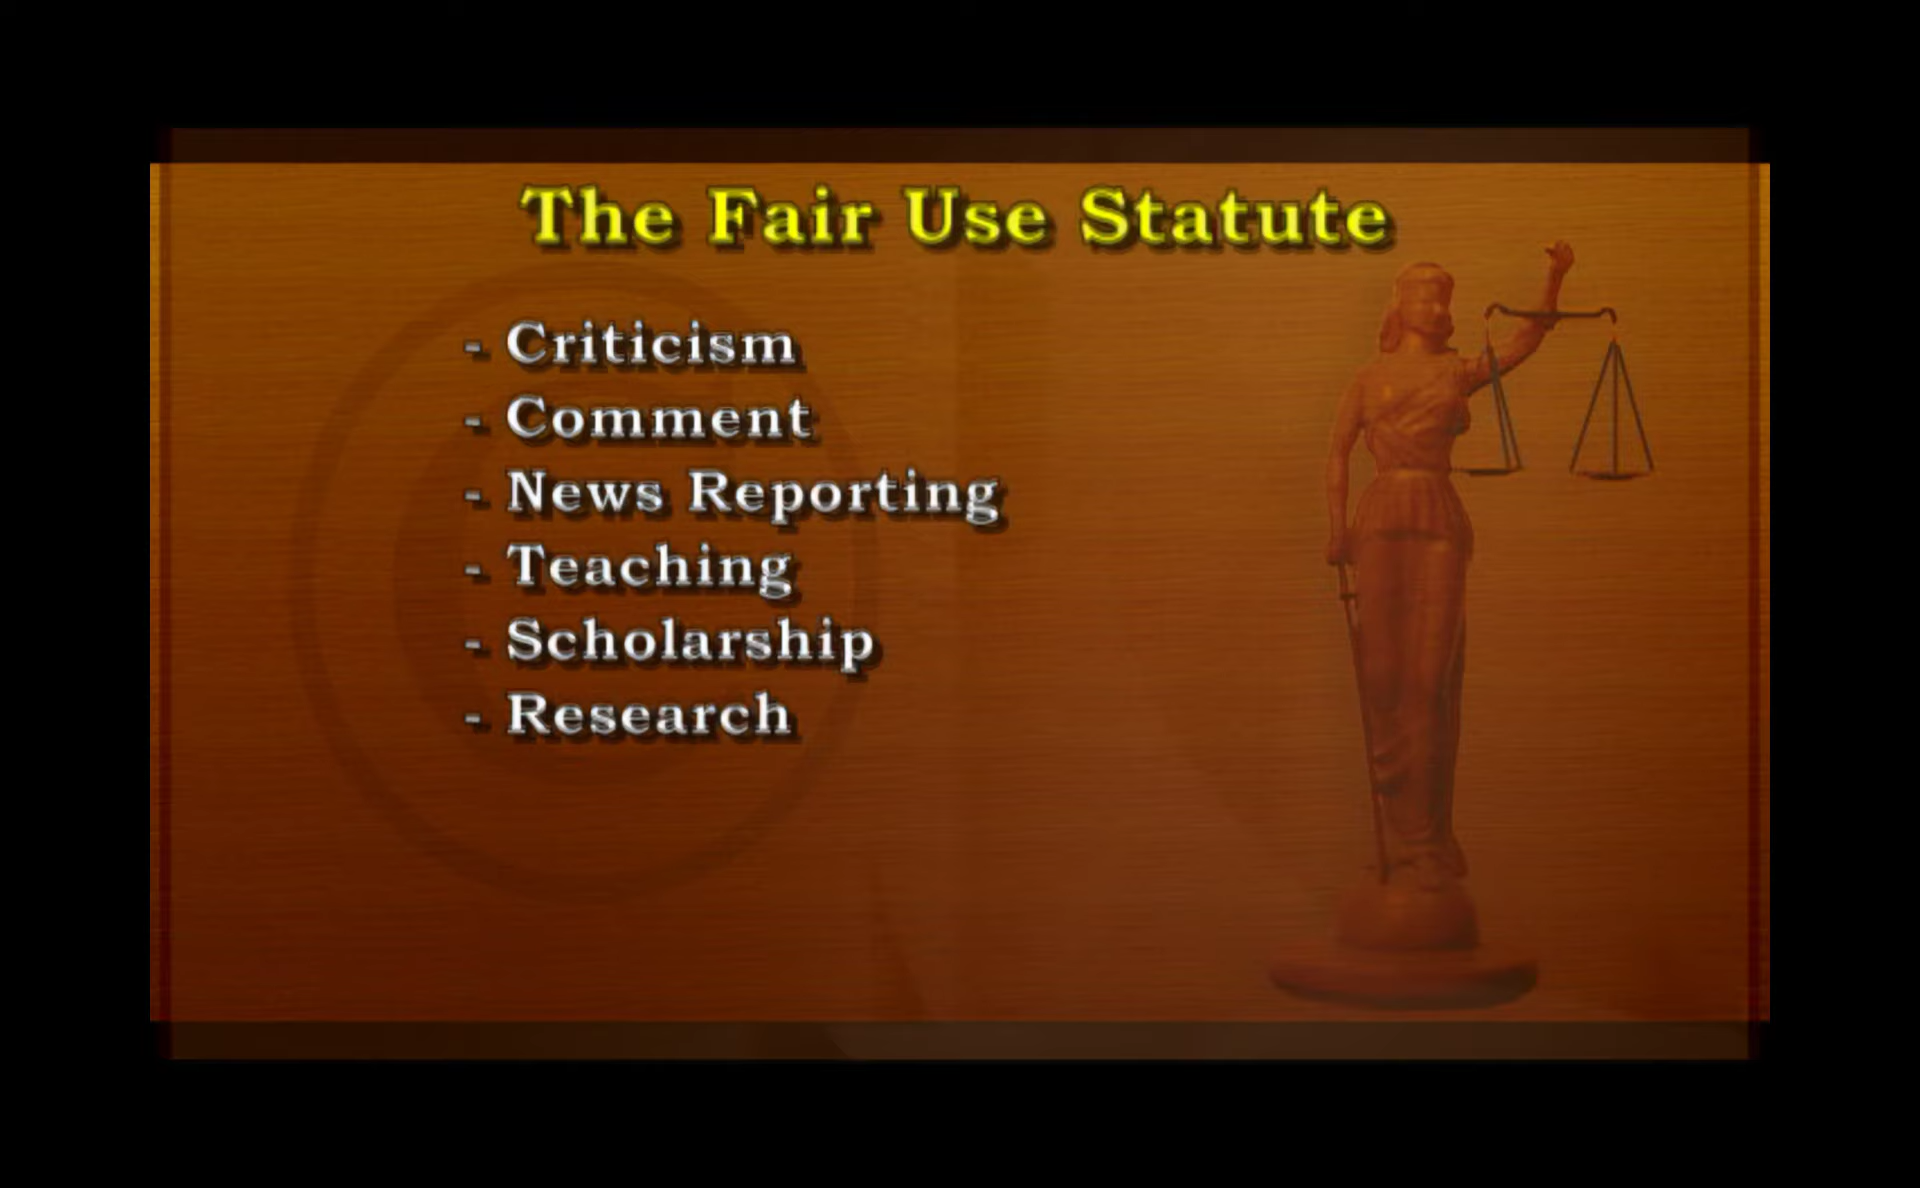 The Fair Use Statute
- Criticism
- Comment
- News Reporting
- Teaching
- Scholarship
- Research